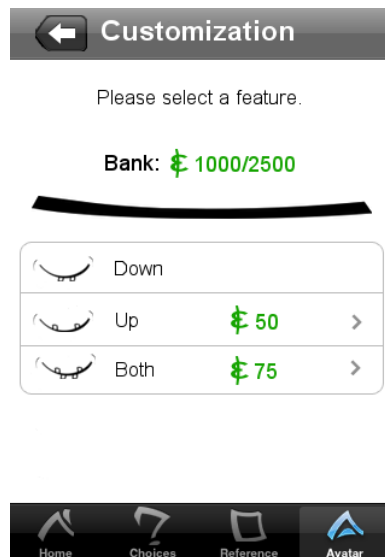 Customization
Please select a feature.
Bank: 1000/2500
Down
Up 50
Both 75
Home Choices Reference Avatar